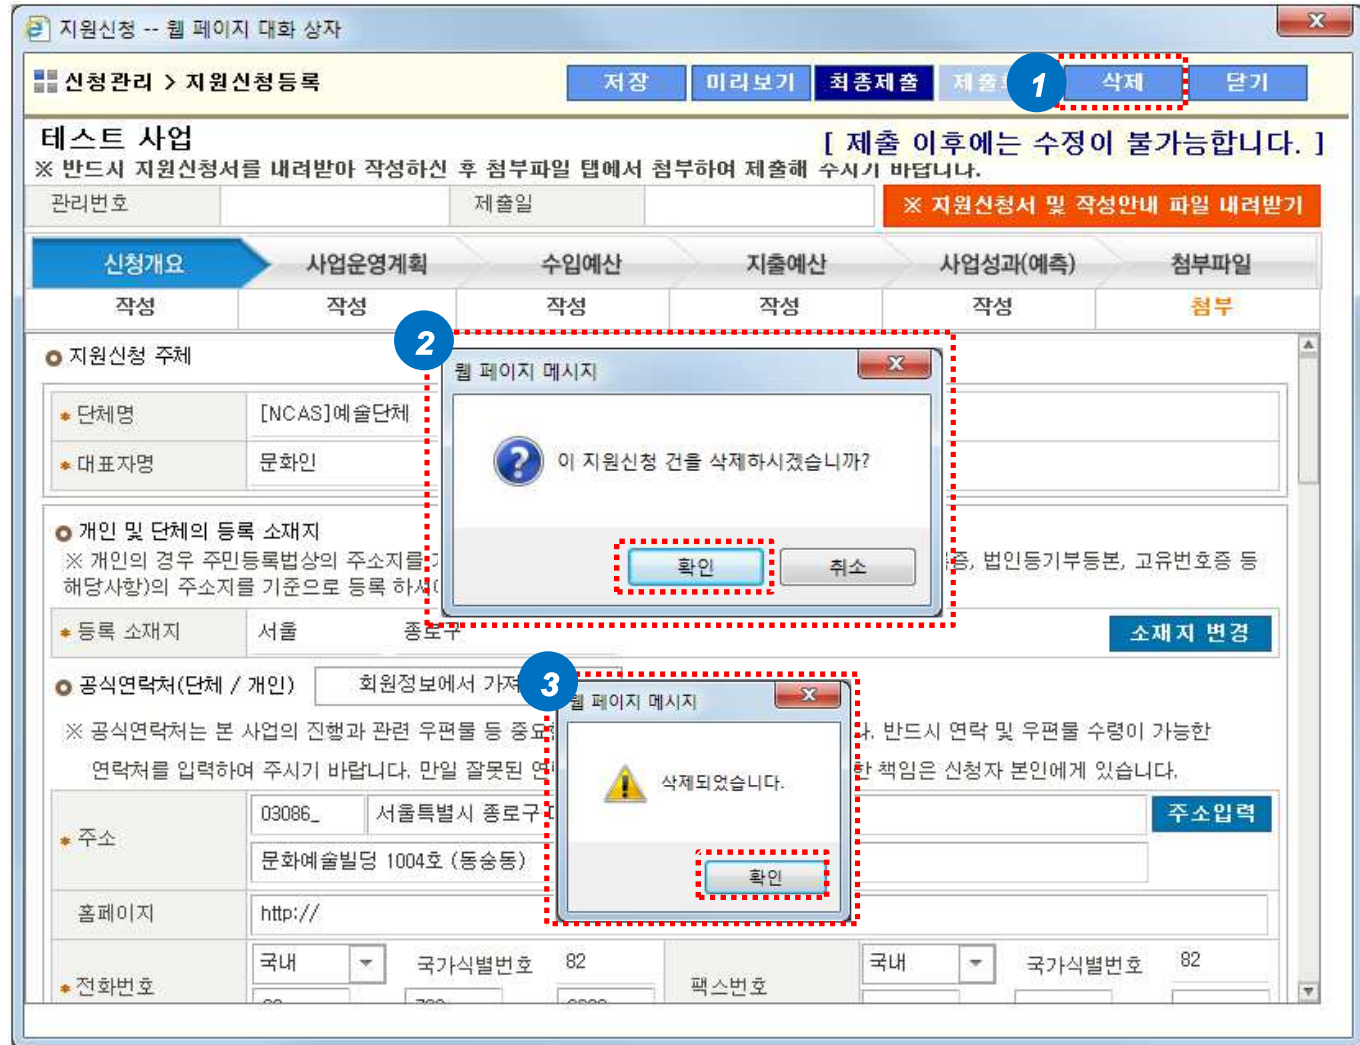 지원신청 -- 웹 페이지 대화 상자
x
신청관리 > 지원신청등록
저장
미리보기
최종제출
제출
1
삭제
닫기
테스트 사업
[ 제출 이후에는 수정이 불가능합니다. ]
※ 반드시 지원신청서를 내려받아 작성하신 후 첨부파일 탭에서 첨부하여 제출해 주시기 바랍니다.
관리번호
제출일
※ 지원신청서 및 작성안내 파일 내려받기
신청개요
사업운영계획
수입예산
지출예산
사업성과(예측)
첨부파일
작성
작성
작성
작성
작성
첨부
지원신청 주체
* 단체명
[NCAS]예술단체
* 대표자명
문화인
2
웹 페이지 메시지
x
이 지원신청 건을 삭제하시겠습니까?
확인
취소
개인 및 단체의 등록 소재지
※ 개인의 경우 주민등록법상의 주소지를
증, 법인등기부등본, 고유번호증 등
해당사항)의 주소지를 기준으로 등록
* 등록 소재지
서울
종로구
소재지 변경
공식연락처(단체 / 개인)
회원정보에서
3
※ 공식연락처는 본 사업의 진행과 관련 우편물 등
반드시 연락 및 우편물 수령이 가능한
연락처를 입력하여 주시기 바랍니다. 만일 잘못된
책임은 신청자 본인에게 있습니다.
웹 페이지 메시지
x
삭제되었습니다.
확인
* 주소
03086_
서울특별시 종로구
주소입력
문화예술빌딩 1004호 (동숭동)
홈페이지
http://
* 전화번호
국내
국가식별번호
82
팩스번호
국내
국가식별번호
82